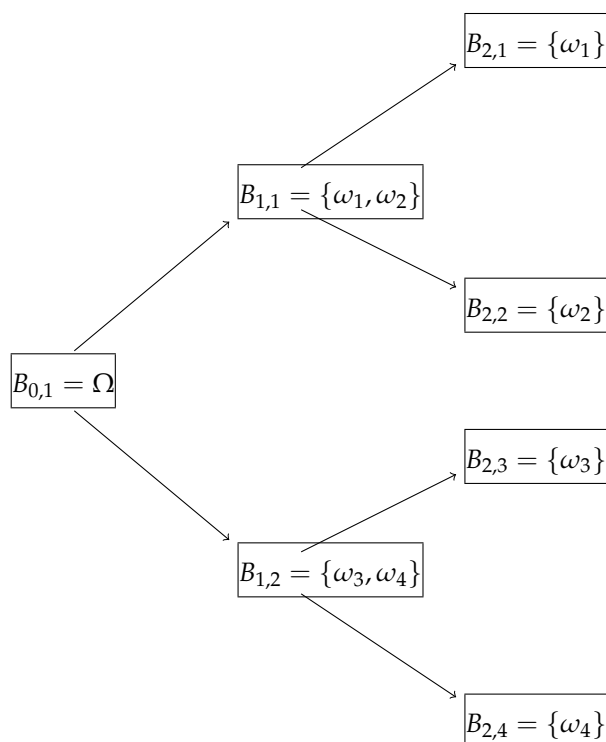 B_{2,1} = {ω_1}
B_{1,1} = {ω_1, ω_2}
B_{2,2} = {ω_2}
B_{0,1} = Ω
B_{2,3} = {ω_3}
B_{1,2} = {ω_3, ω_4}
B_{2,4} = {ω_4}